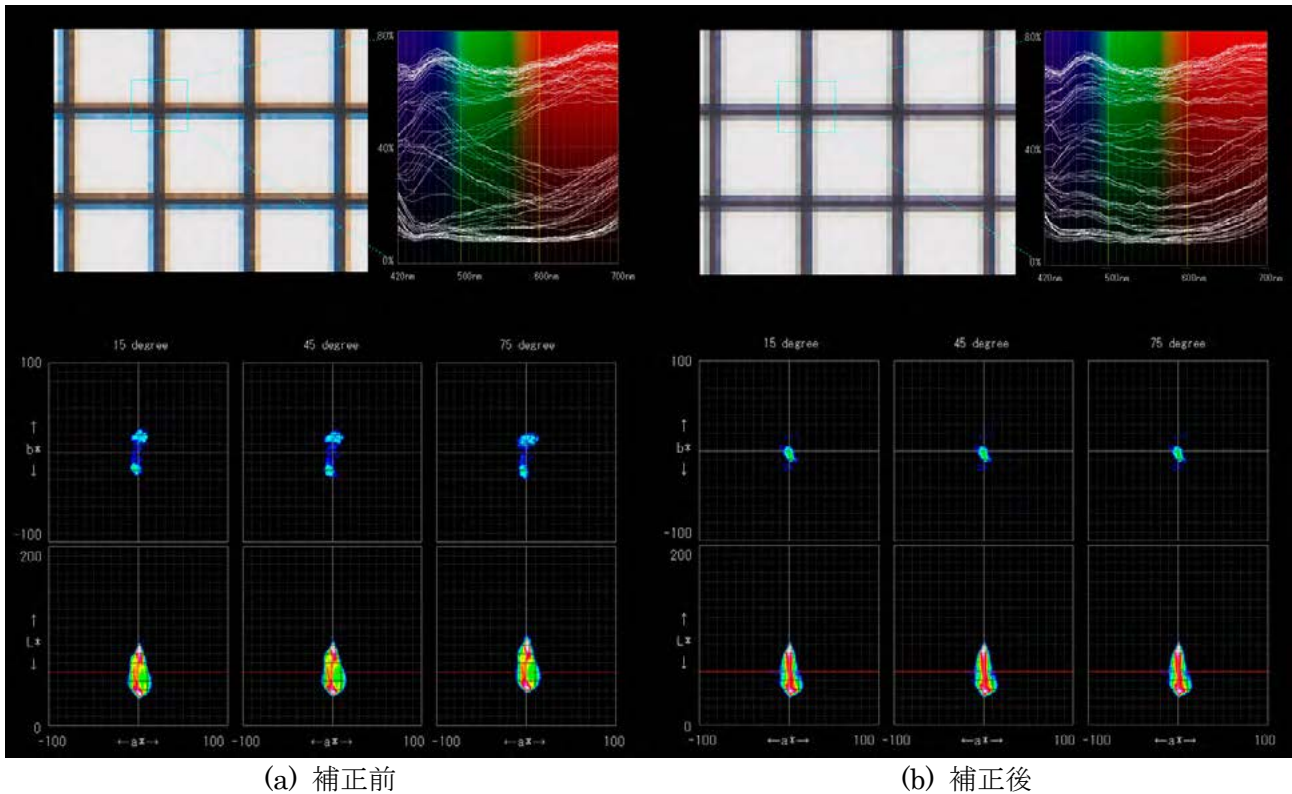 80%
40%
0%
420nm
500nm
600nm
700nm
80%
40%
0%
420nm
500nm
600nm
700nm
15 degree
45 degree
75 degree
15 degree
45 degree
75 degree
100
↑
b*
↓
-100
100
↑
b*
↓
-100
200
↑
L*
↓
0
200
↑
L*
↓
0
-100 ←a*→ 100
-100 ←a*→ 100
-100 ←a*→ 100
-100 ←a*→ 100
-100 ←a*→ 100
-100 ←a*→ 100
(a) 補正前
(b) 補正後